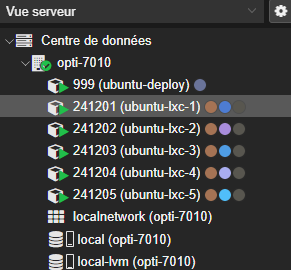 Vue serveur
Centre de données
opti-7010
999 (ubuntu-deploy)
241201 (ubuntu-lxc-1)
241202 (ubuntu-lxc-2)
241203 (ubuntu-lxc-3)
241204 (ubuntu-lxc-4)
241205 (ubuntu-lxc-5)
localnetwork (opti-7010)
local (opti-7010)
local-lvm (opti-7010)